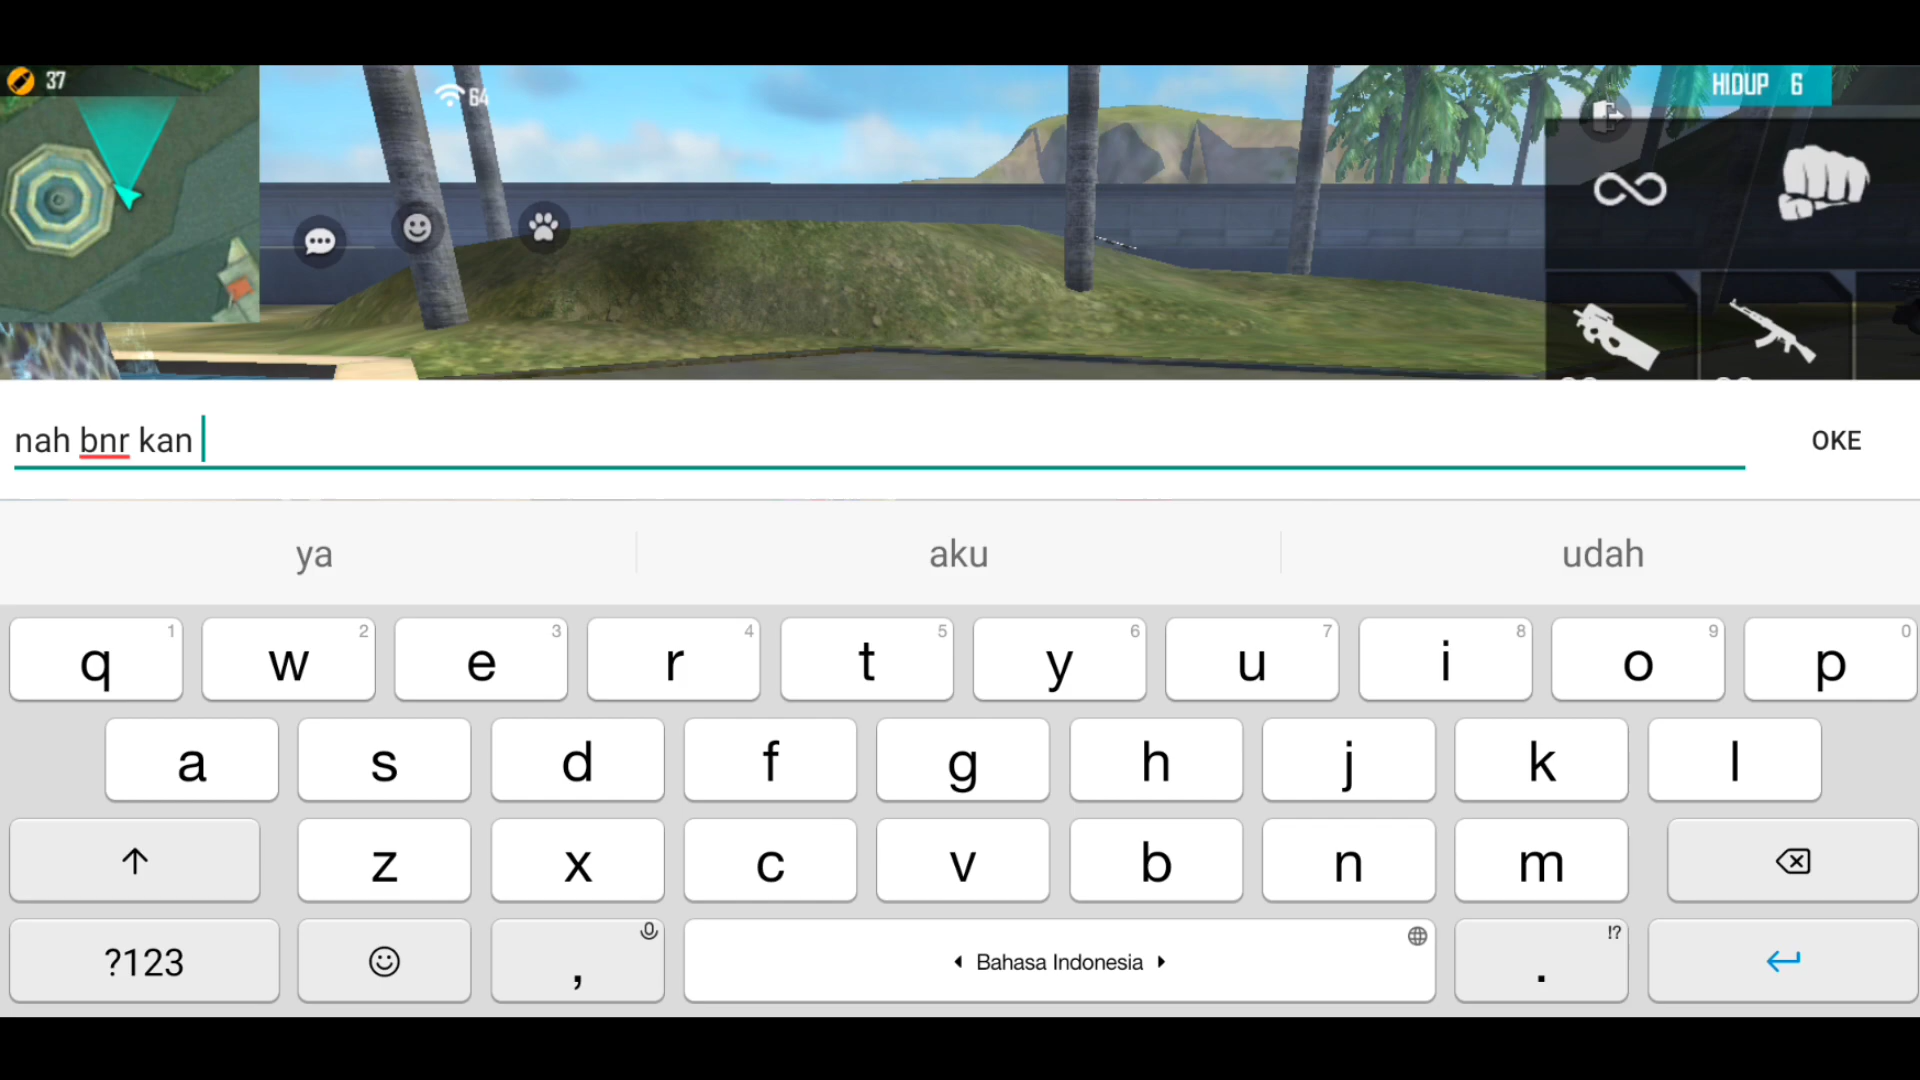 37
64
HIDUP 6
nah bnr kan
OKE
ya aku udah
1 2 3 4 5 6 7 8 9 0
q w e r t y u i o p
a s d f g h j k l
z x c v b n m
!?
?123 , Bahasa Indonesia .